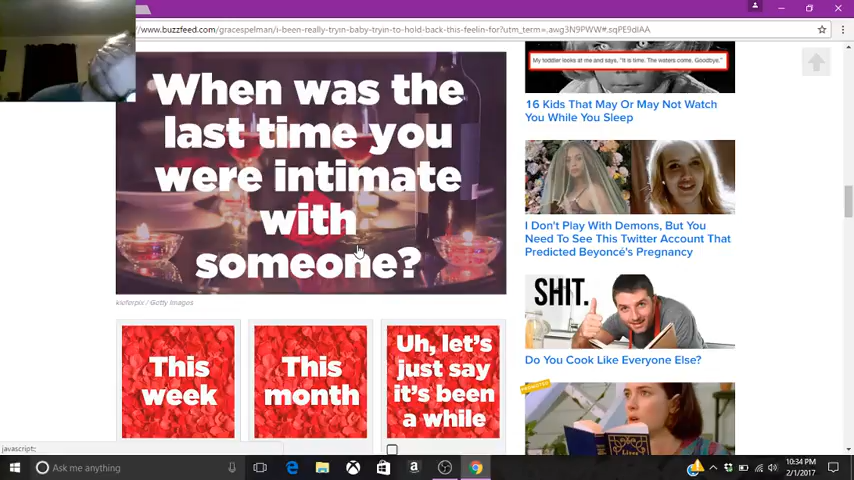 www.buzzfeed.com/gracespelman/i-been-really-tryin-baby-tryin-to-hold-back-this-feelin-for?utm_term=.awg3N9PWW#.sqPE9dIAA
My toddler looks at me and says, "It is time. The waters come. Goodbye."
When was the
last time you
were intimate
with
someone?
kieferpix / Getty Images
This
week
This
month
Uh, let's
just say
it's been
a while
16 Kids That May Or May Not Watch
You While You Sleep
I Don't Play With Demons, But You
Need To See This Twitter Account That
Predicted Beyoncé's Pregnancy
SHIT.
Do You Cook Like Everyone Else?
PROMOTED
javascript:;
Ask me anything
a
10:34 PM
2/1/2017